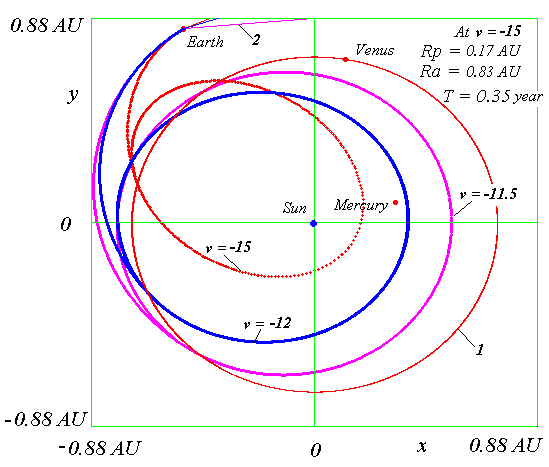 0.88 AU
Earth
2
At v = -15
Venus
Rp = 0.17 AU
Ra = 0.83 AU
y
T = 0.35 year
Sun
Mercury
v = -11.5
0
v = -15
v = -12
1
-0.88 AU
-0.88 AU
0
x
0.88 AU